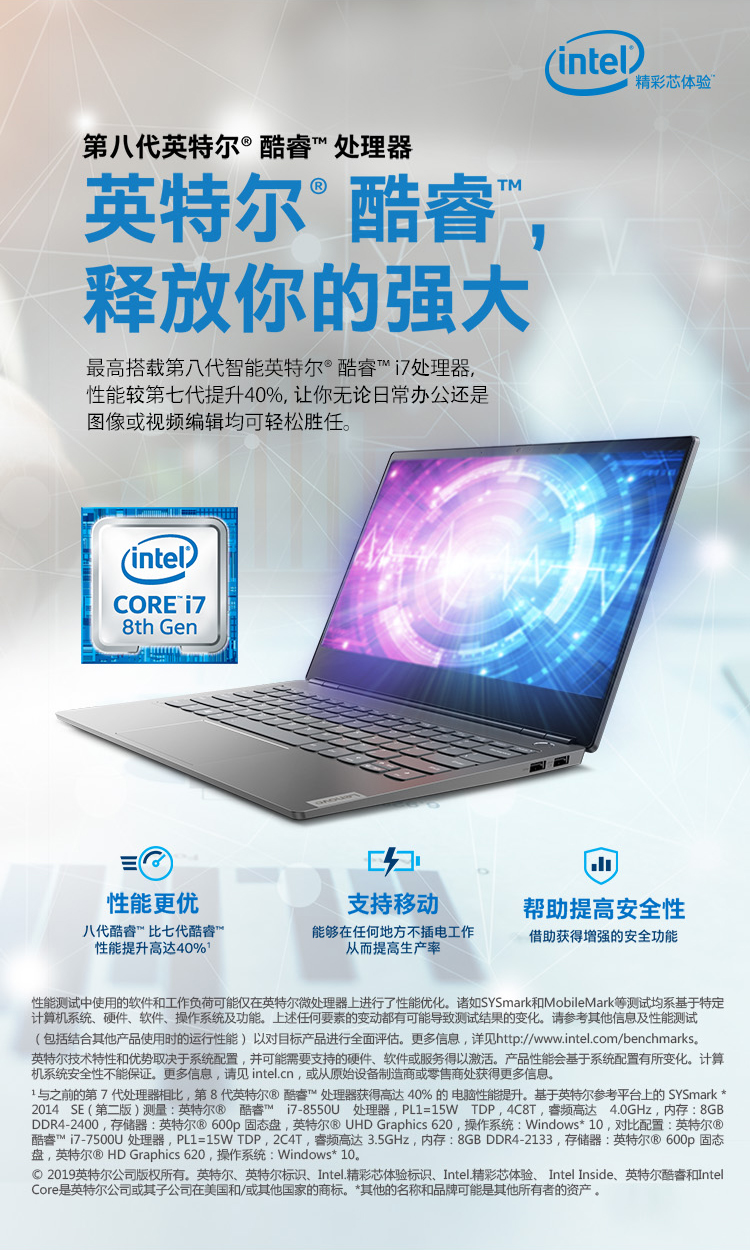 intel
精彩芯体验™
第八代英特尔® 酷睿™ 处理器
英特尔® 酷睿™,
释放你的强大
最高搭载第八代智能英特尔® 酷睿™ i7处理器,
性能较第七代提升40%, 让你无论日常办公还是
图像或视频编辑均可轻松胜任。
intel®
CORE™ i7
8th Gen
Lenovo
性能更优
八代酷睿™ 比七代酷睿™
性能提升高达40%¹
支持移动
能够在任何地方不插电工作
从而提高生产率
帮助提高安全性
借助获得增强的安全功能
性能测试中使用的软件和工作负荷可能仅在英特尔微处理器上进行了性能优化。诸如SYSmark和MobileMark等测试均系基于特定
计算机系统、硬件、软件、操作系统及功能。上述任何要素的变动都有可能导致测试结果的变化。请参考其他信息及性能测试
（包括结合其他产品使用时的运行性能）以对目标产品进行全面评估。更多信息，详见http://www.intel.com/benchmarks。
英特尔技术特性和优势取决于系统配置，并可能需要支持的硬件、软件或服务得以激活。产品性能会基于系统配置有所变化。计算
机系统安全性不能保证。更多信息，请见 intel.cn，或从原始设备制造商或零售商处获得更多信息。
¹ 与之前的第 7 代处理器相比，第 8 代英特尔® 酷睿™ 处理器获得高达 40% 的 电脑性能提升。基于英特尔参考平台上的 SYSmark *
2014 SE（第二版）测量：英特尔® 酷睿™ i7-8550U 处理器，PL1=15W TDP，4C8T，睿频高达 4.0GHz，内存：8GB
DDR4-2400，存储器：英特尔® 600p 固态盘，英特尔® UHD Graphics 620，操作系统：Windows* 10，对比配置：英特尔®
酷睿™ i7-7500U 处理器，PL1=15W TDP，2C4T，睿频高达 3.5GHz，内存：8GB DDR4-2133，存储器：英特尔® 600p 固态
盘，英特尔® HD Graphics 620，操作系统：Windows* 10。
© 2019英特尔公司版权所有。英特尔、英特尔标识、Intel.精彩芯体验标识、Intel.精彩芯体验、 Intel Inside、英特尔酷睿和Intel
Core是英特尔公司或其子公司在美国和/或其他国家的商标。*其他的名称和品牌可能是其他所有者的资产 。